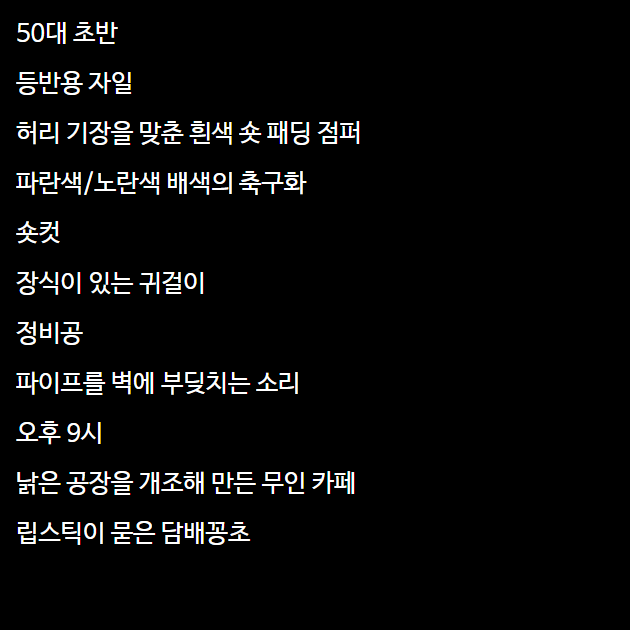 50대 초반
등반용 자일
허리 기장을 맞춘 흰색 숏 패딩 점퍼
파란색/노란색 배색의 축구화
숏컷
장식이 있는 귀걸이
정비공
파이프를 벽에 부딪치는 소리
오후 9시
낡은 공장을 개조해 만든 무인 카페
립스틱이 묻은 담배꽁초